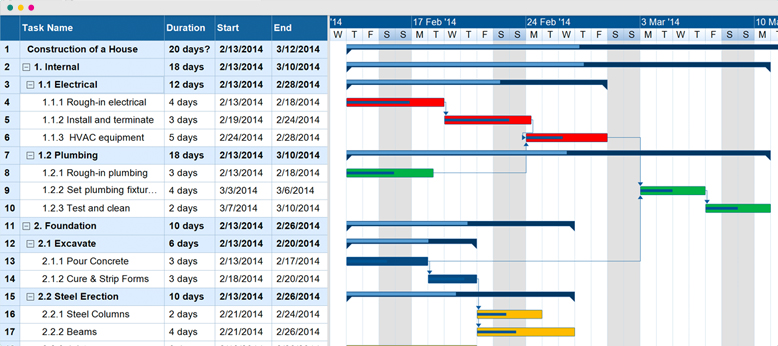 Task Name Duration Start End '14 17 Feb '14 24 Feb '14 3 Mar '14 10 M
W T F S S M T W T F S S M T W T F S S M T W T F S S M T
1 Construction of a House 20 days? 2/13/2014 3/12/2014
2 1. Internal 18 days 2/13/2014 3/10/2014
3 1.1 Electrical 12 days 2/13/2014 2/28/2014
4 1.1.1 Rough-in electrical 4 days 2/13/2014 2/18/2014
5 1.1.2 Install and terminate 3 days 2/19/2014 2/24/2014
6 1.1.3 HVAC equipment 5 days 2/24/2014 2/28/2014
7 1.2 Plumbing 18 days 2/13/2014 3/10/2014
8 1.2.1 Rough-in plumbing 3 days 2/13/2014 2/18/2014
9 1.2.2 Set plumbing fixtur... 4 days 3/3/2014 3/6/2014
10 1.2.3 Test and clean 2 days 3/7/2014 3/10/2014
11 2. Foundation 10 days 2/13/2014 2/26/2014
12 2.1 Excavate 6 days 2/13/2014 2/20/2014
13 2.1.1 Pour Concrete 3 days 2/13/2014 2/17/2014
14 2.1.2 Cure & Strip Forms 3 days 2/18/2014 2/20/2014
15 2.2 Steel Erection 10 days 2/13/2014 2/26/2014
16 2.2.1 Steel Columns 2 days 2/21/2014 2/24/2014
17 2.2.2 Beams 4 days 2/21/2014 2/26/2014